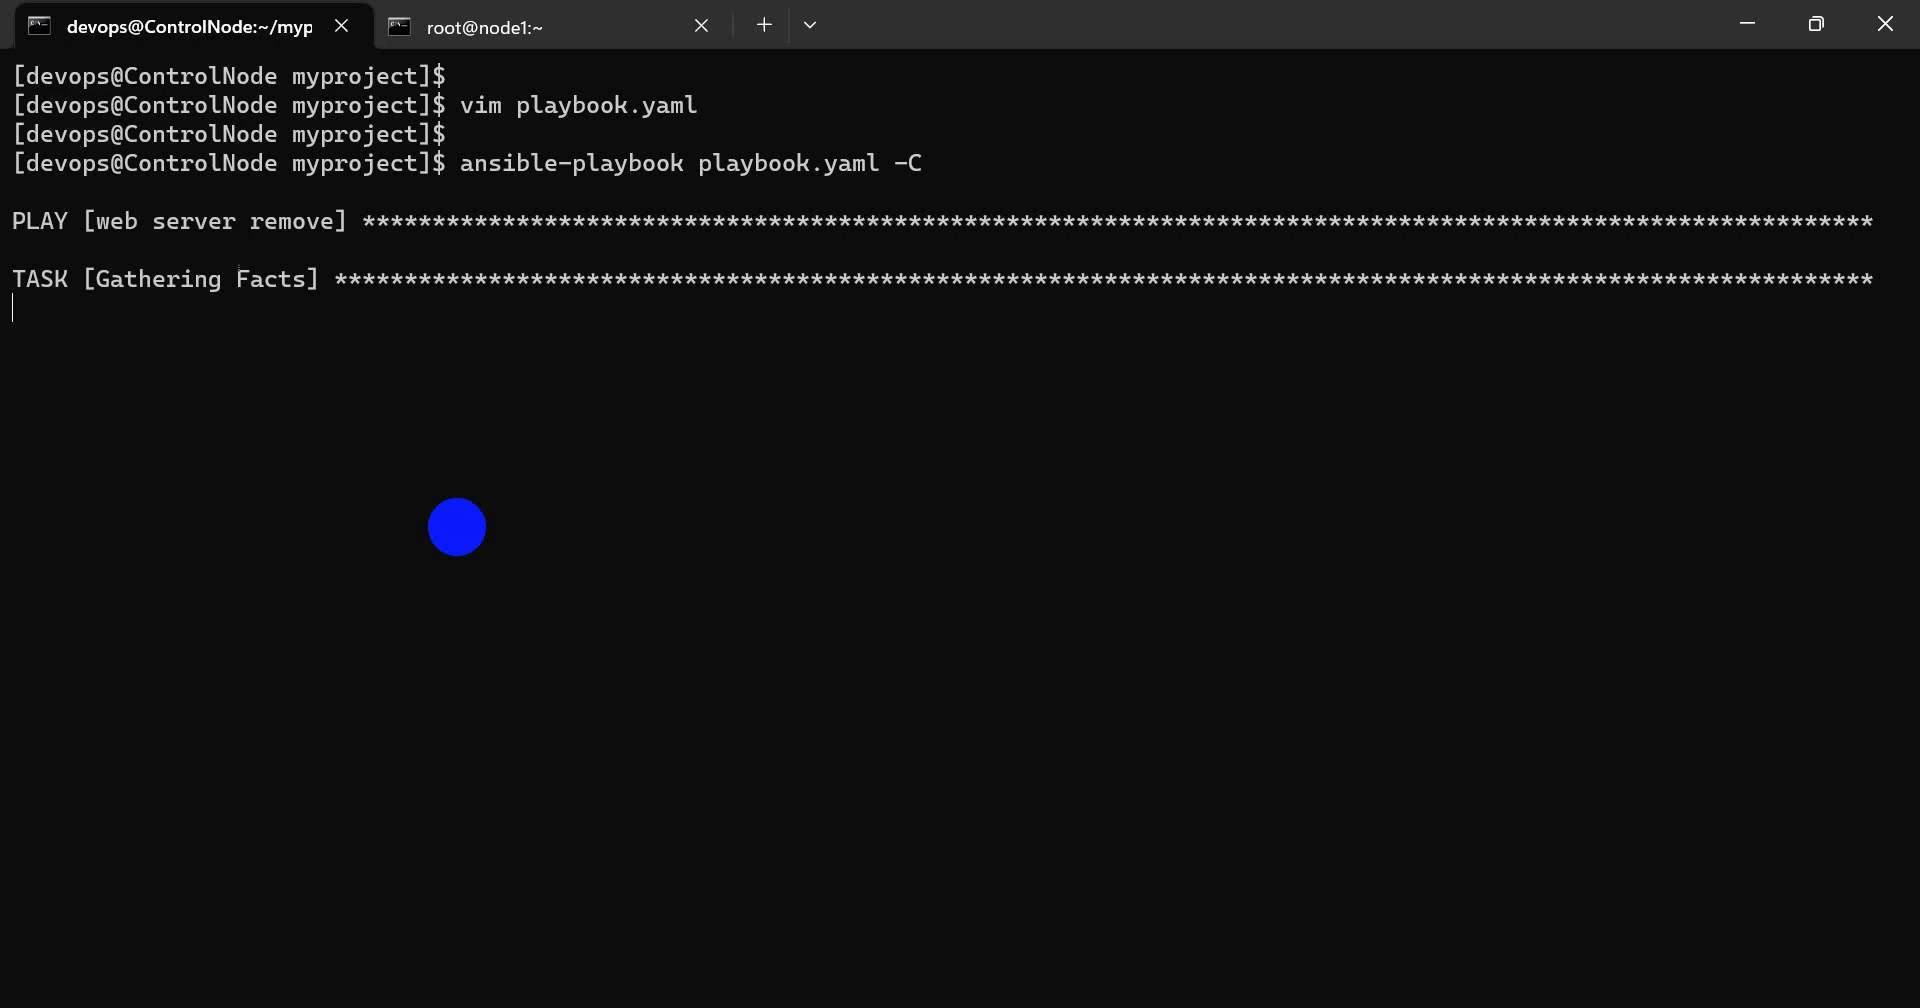 devops@ControlNode:~/myp
root@node1:~
[devops@ControlNode myproject]$
[devops@ControlNode myproject]$ vim playbook.yaml
[devops@ControlNode myproject]$
[devops@ControlNode myproject]$ ansible-playbook playbook.yaml -C
PLAY [web server remove] ************************************************************************************************************
TASK [Gathering Facts] **************************************************************************************************************